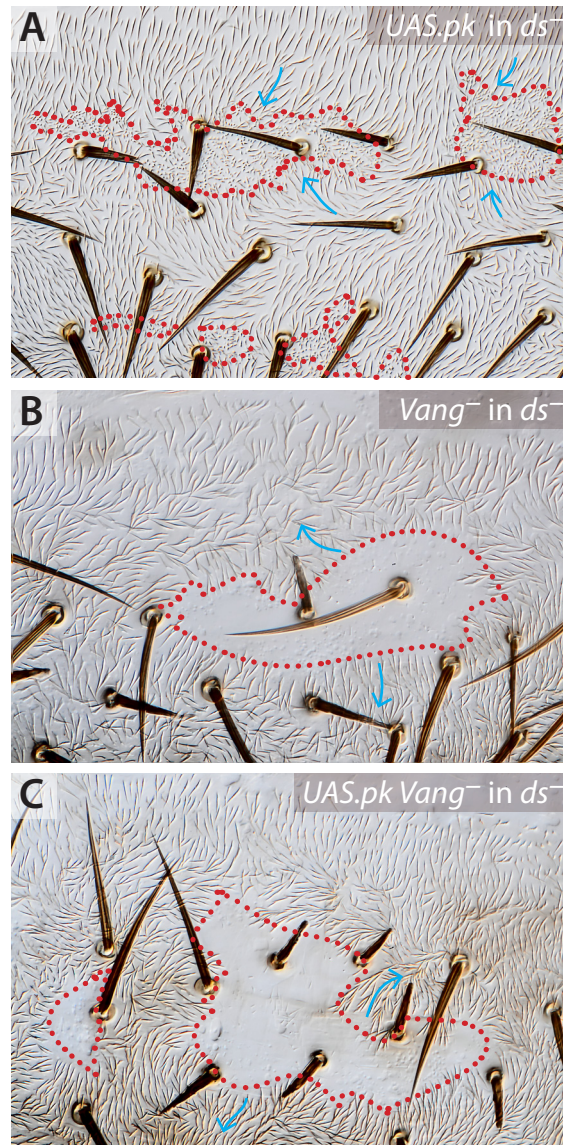 A
UAS.pk in ds⁻
B
Vang⁻ in ds⁻
C
UAS.pk Vang⁻ in ds⁻